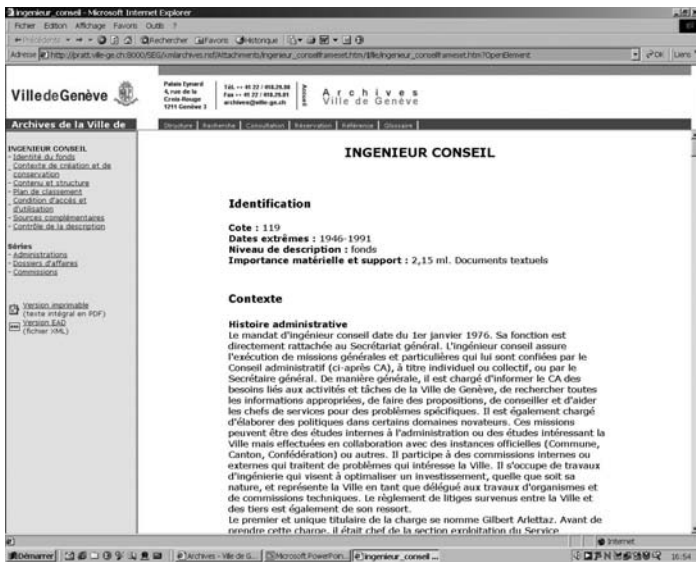 ingenieur_conseil - Microsoft Internet Explorer
Fichier Edition Affichage Favoris Outils ?
Rechercher Favoris Historique
Adresse
OK Liens
VilledeGenève
Palais Eynard
4, rue de la
Croix-Rouge
1211 Genève 3
Accueil
Archives
Ville de Genève
Archives de la Ville de
Structure | Recherche | Consultation | Réservation | Référence | Glossaire |
INGENIEUR CONSEIL
- Identité du fonds
- Contexte de création et de
conservation
- Contenu et structure
- Plan de classement
- Condition d'accès et
d'utilisation
- Sources complémentaires
- Contrôle de la description
Séries
- Administrations
- Dossiers d'affaires
- Commissions
Version imprimable
(texte intégral en PDF)
Version EAD
(fichier XML)
INGENIEUR CONSEIL
Identification
Cote : 119
Dates extrêmes : 1946-1991
Niveau de description : fonds
Importance matérielle et support : 2,15 ml. Documents textuels
Contexte
Histoire administrative
Le mandat d'ingénieur conseil date du 1er janvier 1976. Sa fonction est
directement rattachée au Secrétariat général. L'ingénieur conseil assure
l'exécution de missions générales et particulières qui lui sont confiées par le
Conseil administratif (ci-après CA), à titre individuel ou collectif, ou par le
Secrétaire général. De manière générale, il est chargé d'informer le CA des
besoins liés aux activités et tâches de la Ville de Genève, de rechercher toutes
les informations appropriées, de faire des propositions, de conseiller et d'aider
les chefs de services pour des problèmes spécifiques. Il est également chargé
d'élaborer des politiques dans certains domaines novateurs. Ces missions
peuvent être des études internes à l'administration ou des études intéressant la
Ville mais effectuées en collaboration avec des instances officielles (Commune,
Canton, Confédération) ou autres. Il participe à des commissions internes ou
externes qui traitent de problèmes qui intéresse la Ville. Il s'occupe de travaux
d'ingénierie qui visent à optimaliser un investissement, quelle que soit sa
nature, et représente la Ville en tant que délégué aux travaux d'organismes et
de commissions techniques. Le règlement de litiges survenus entre la Ville et
des tiers est également de son ressort.
Le premier et unique titulaire de la charge se nomme Gilbert Arlettaz. Avant de
prendre cette charge, il était chef de la section exploitation du Service
Internet
Démarrer
Archives - Ville de G...
Microsoft PowerPoin...
ingenieur_conseil ...
16:54